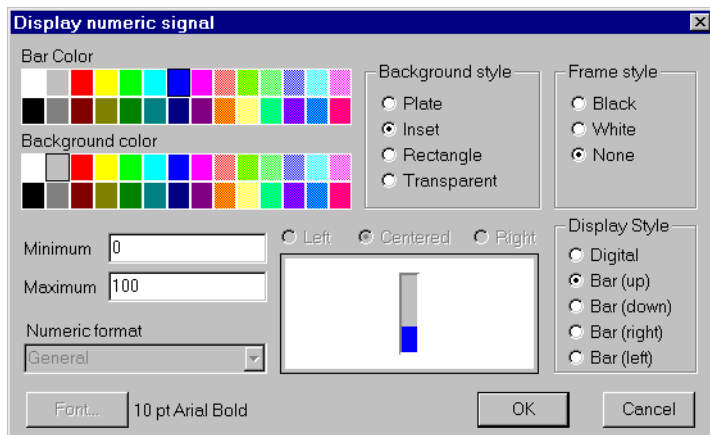 Display numeric signal
Bar Color
Background color
Background style
Plate
Inset
Rectangle
Transparent
Frame style
Black
White
None
Minimum 0
Maximum 100
Numeric format
General
Left Centered Right
Display Style
Digital
Bar (up)
Bar (down)
Bar (right)
Bar (left)
Font... 10 pt Arial Bold
OK
Cancel